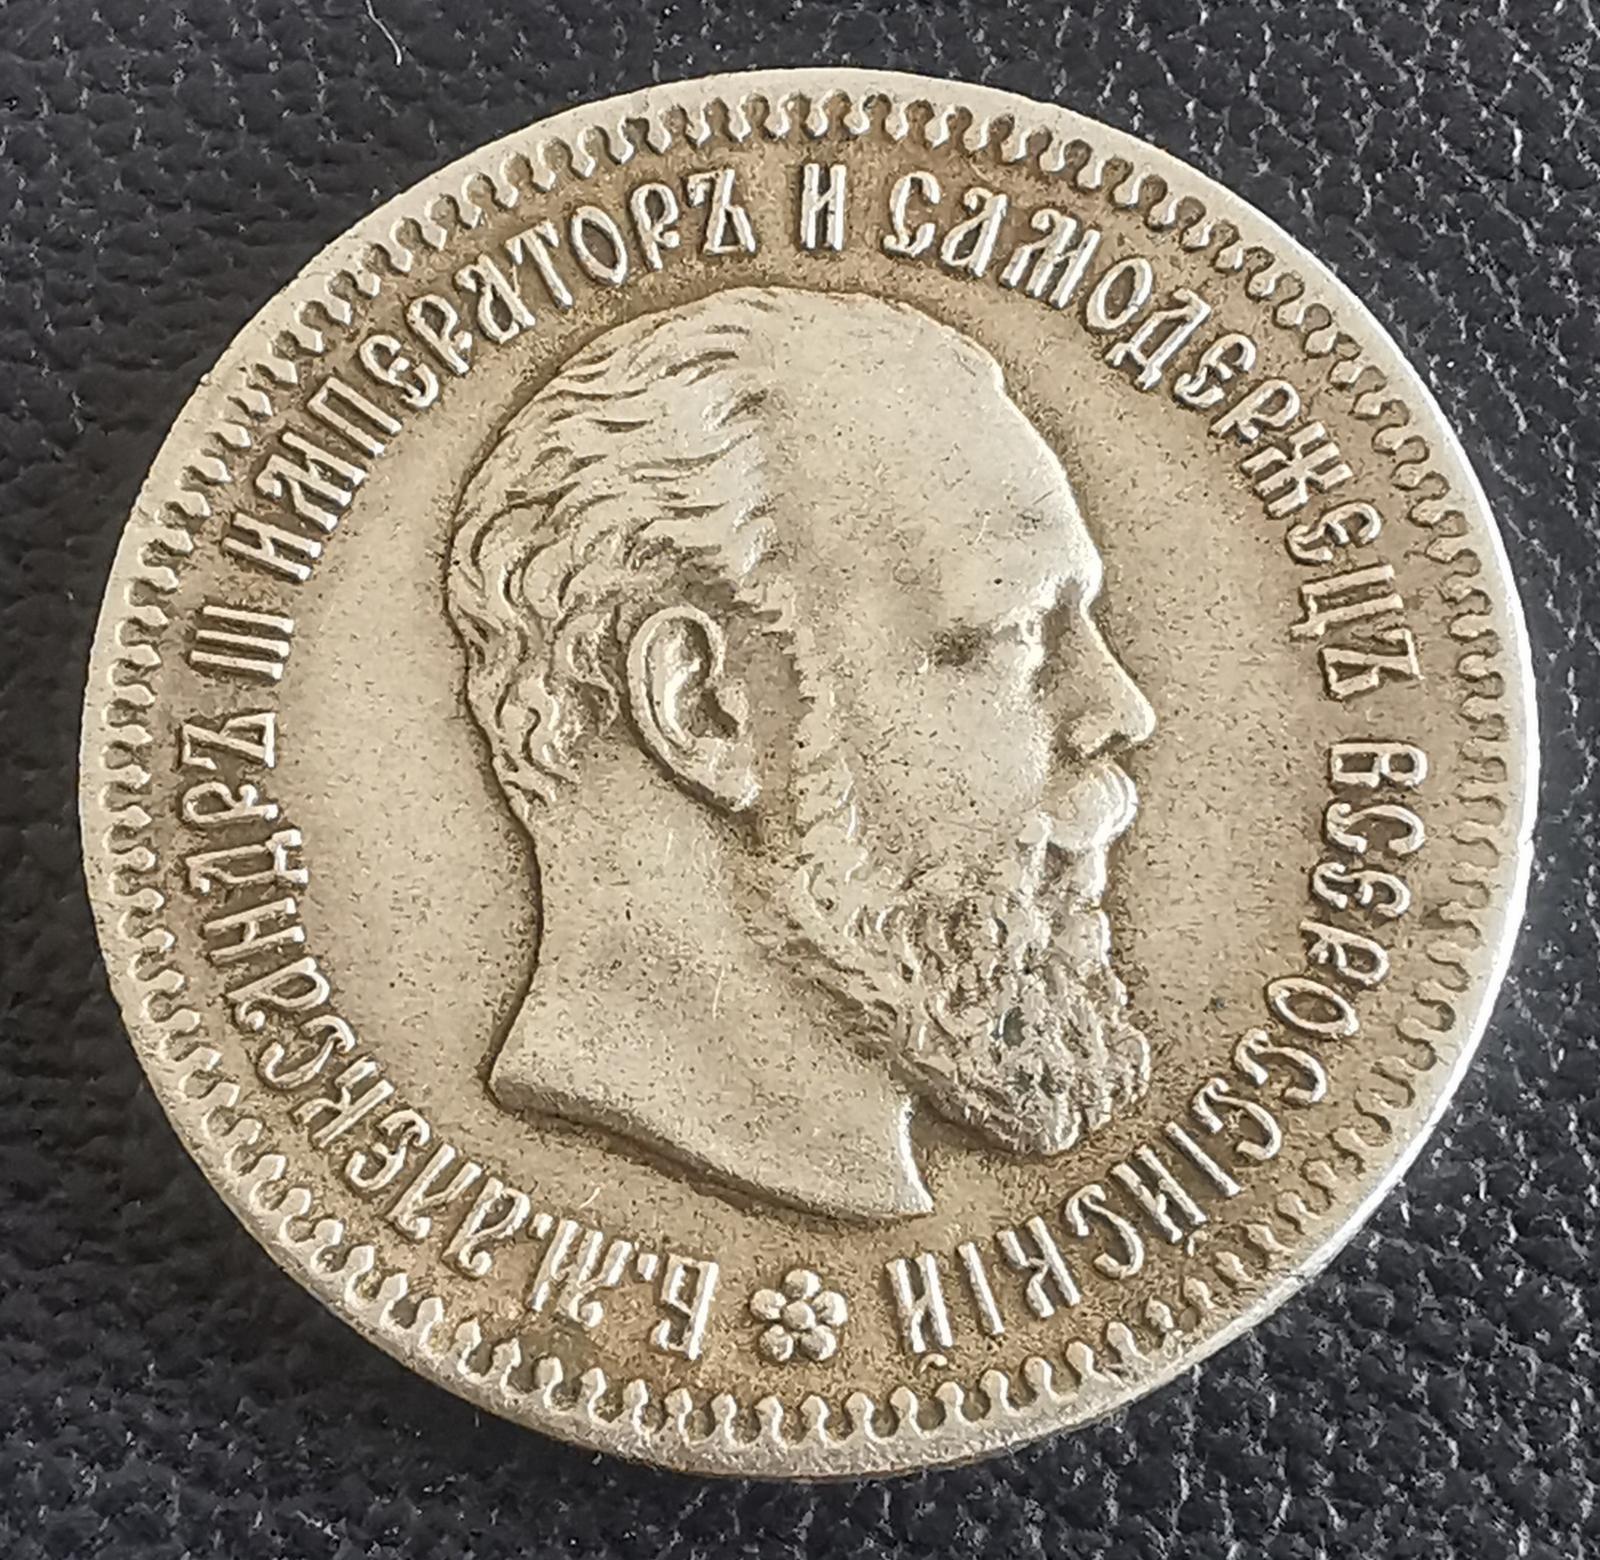 Б.М.АЛЕКСАНДРЪ III ИМПЕРАТОРЪ И САМОДЕРЖЕЦЪ ВСЕРОССІЙСКІЙ